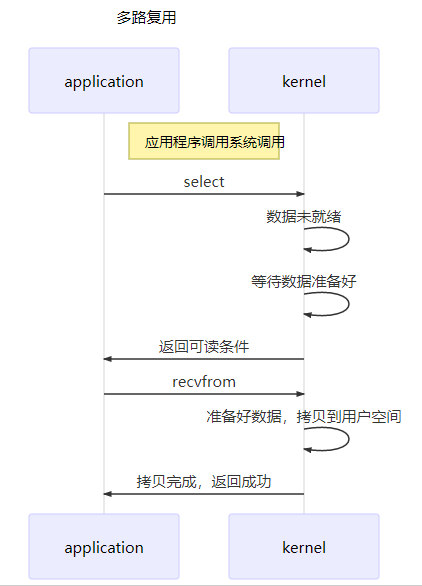 多路复用
application
kernel
应用程序调用系统调用
select
数据未就绪
等待数据准备好
返回可读条件
recvfrom
准备好数据，拷贝到用户空间
拷贝完成，返回成功
application
kernel